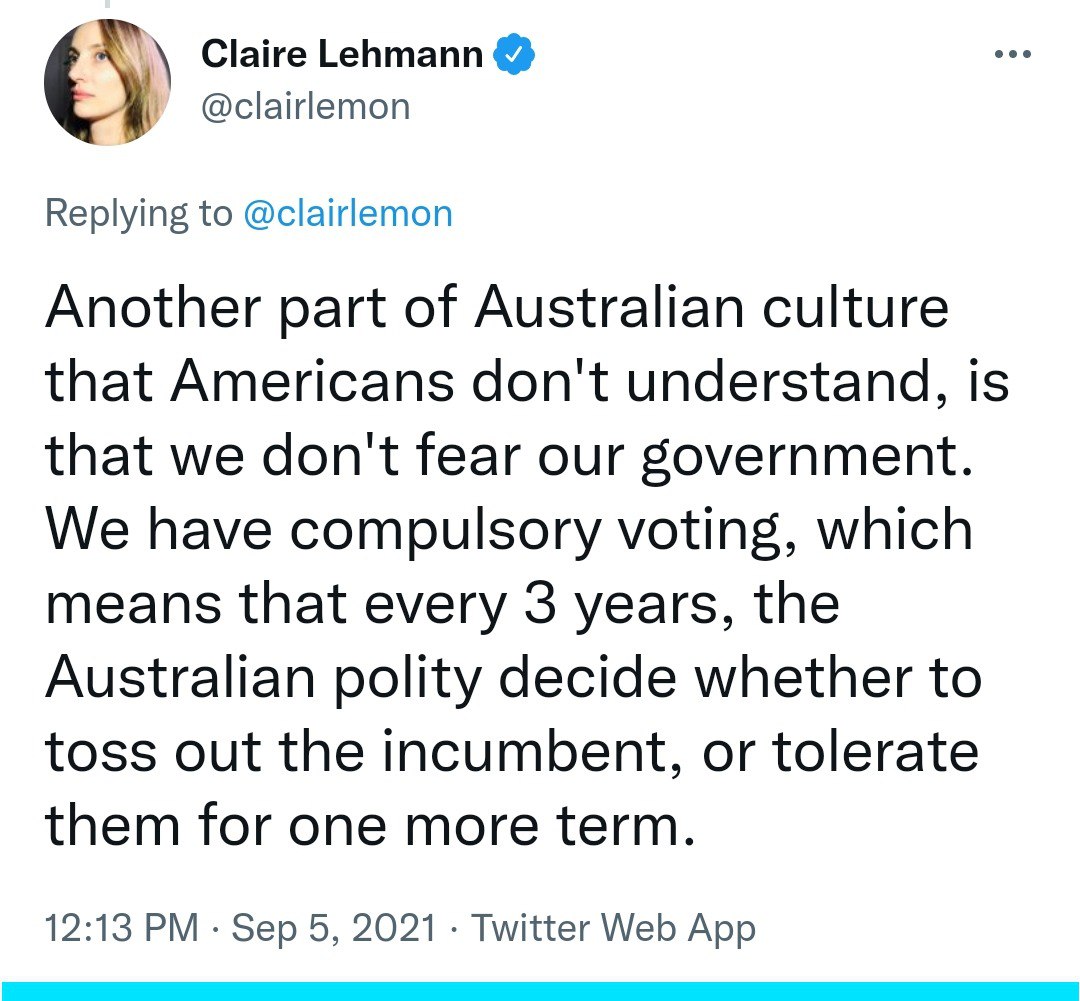 Claire Lehmann
@clairlemon
Replying to @clairlemon
Another part of Australian culture
that Americans don't understand, is
that we don't fear our government.
We have compulsory voting, which
means that every 3 years, the
Australian polity decide whether to
toss out the incumbent, or tolerate
them for one more term.
12:13 PM · Sep 5, 2021 · Twitter Web App